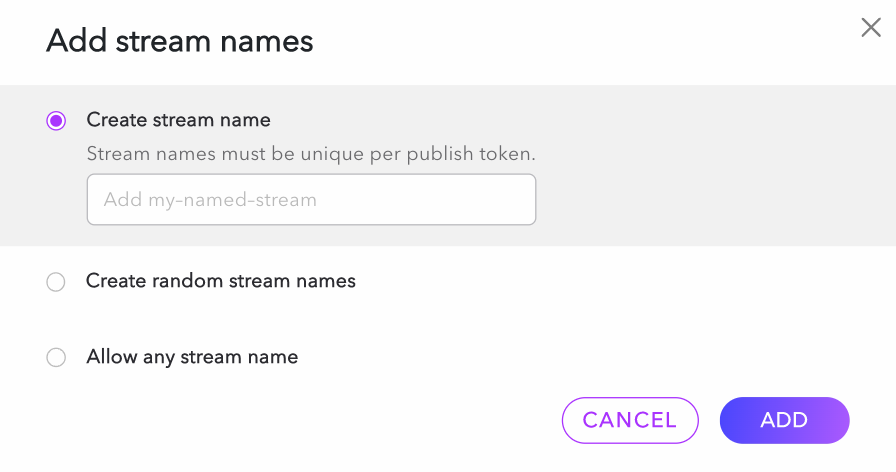 Add stream names
Create stream name
Stream names must be unique per publish token.
Add my-named-stream
Create random stream names
Allow any stream name
CANCEL
ADD